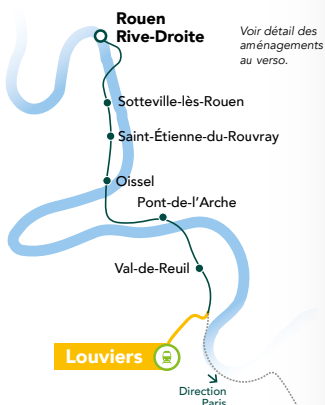 Rouen
Rive-Droite
Voir détail des
aménagements
au verso.
Sotteville-lès-Rouen
Saint-Étienne-du-Rouvray
Oissel
Pont-de-l’Arche
Val-de-Reuil
Louviers
Direction
Paris